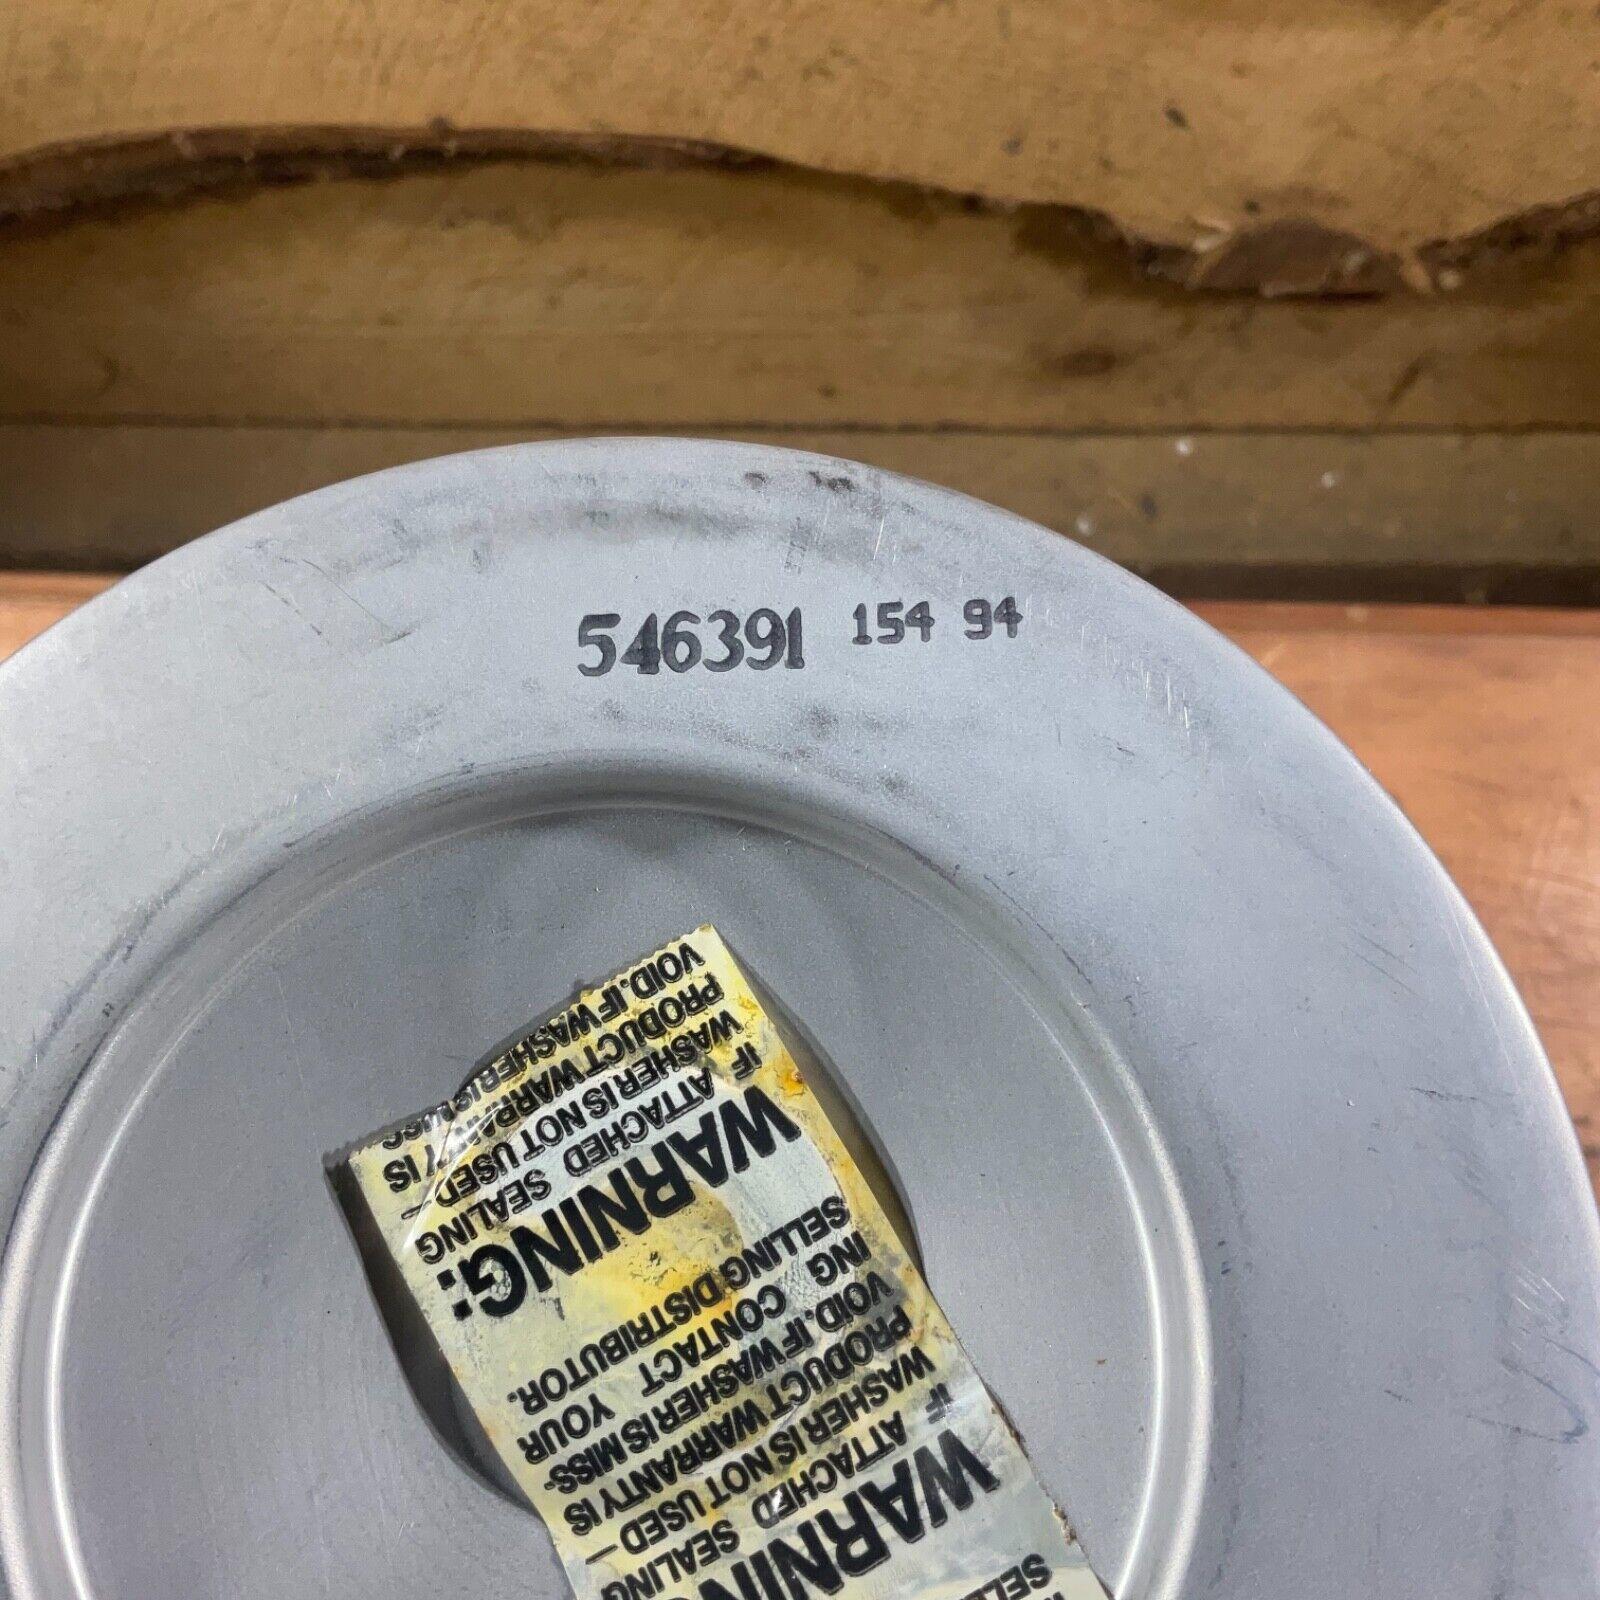 546391 154 94
SELL
WARNIN
IF ATTACHED SEALING
WASHER IS NOT USED —
PRODUCT WARRANTY IS
VOID. IF WASHER IS MISS-
ING CONTACT YOUR
SELLING DISTRIBUTOR.
WARNING:
IF ATTACHED SEALING
WASHER IS NOT USED —
PRODUCT WARRANTY IS
VOID. IF WASHER IS MISS